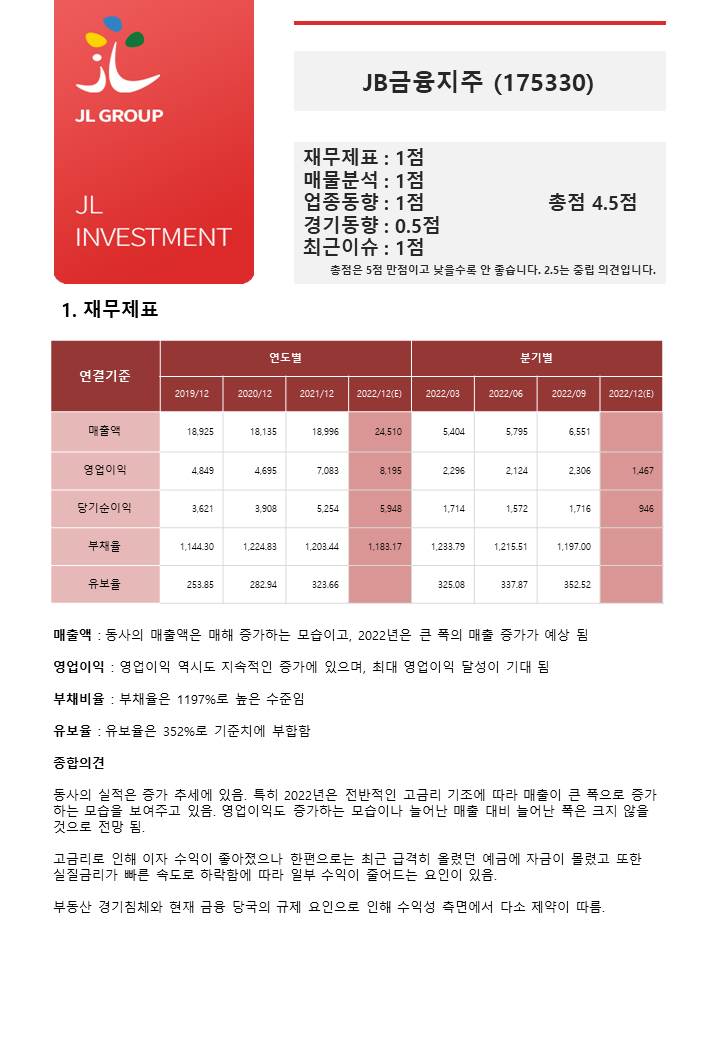 JL GROUP
JL
INVESTMENT
JB금융지주 (175330)
재무제표 : 1점
매물분석 : 1점
업종동향 : 1점 총점 4.5점
경기동향 : 0.5점
최근이슈 : 1점
총점은 5점 만점이고 낮을수록 안 좋습니다. 2.5는 중립 의견입니다.
1. 재무제표
연결기준 연도별 분기별
2019/12 2020/12 2021/12 2022/12(E) 2022/03 2022/06 2022/09 2022/12(E)
매출액 18,925 18,135 18,996 24,510 5,404 5,795 6,551
영업이익 4,849 4,695 7,083 8,195 2,296 2,124 2,306 1,467
당기순이익 3,621 3,908 5,254 5,948 1,714 1,572 1,716 946
부채율 1,144.30 1,224.83 1,203.44 1,183.17 1,233.79 1,215.51 1,197.00
유보율 253.85 282.94 323.66 325.08 337.87 352.52
매출액 : 동사의 매출액은 매해 증가하는 모습이고, 2022년은 큰 폭의 매출 증가가 예상 됨
영업이익 : 영업이익 역시도 지속적인 증가에 있으며, 최대 영업이익 달성이 기대 됨
부채비율 : 부채율은 1197%로 높은 수준임
유보율 : 유보율은 352%로 기준치에 부합함
종합의견
동사의 실적은 증가 추세에 있음. 특히 2022년은 전반적인 고금리 기조에 따라 매출이 큰 폭으로 증가
하는 모습을 보여주고 있음. 영업이익도 증가하는 모습이나 늘어난 매출 대비 늘어난 폭은 크지 않을
것으로 전망 됨.
고금리로 인해 이자 수익이 좋아졌으나 한편으로는 최근 급격히 올렸던 예금에 자금이 몰렸고 또한
실질금리가 빠른 속도로 하락함에 따라 일부 수익이 줄어드는 요인이 있음.
부동산 경기침체와 현재 금융 당국의 규제 요인으로 인해 수익성 측면에서 다소 제약이 따름.